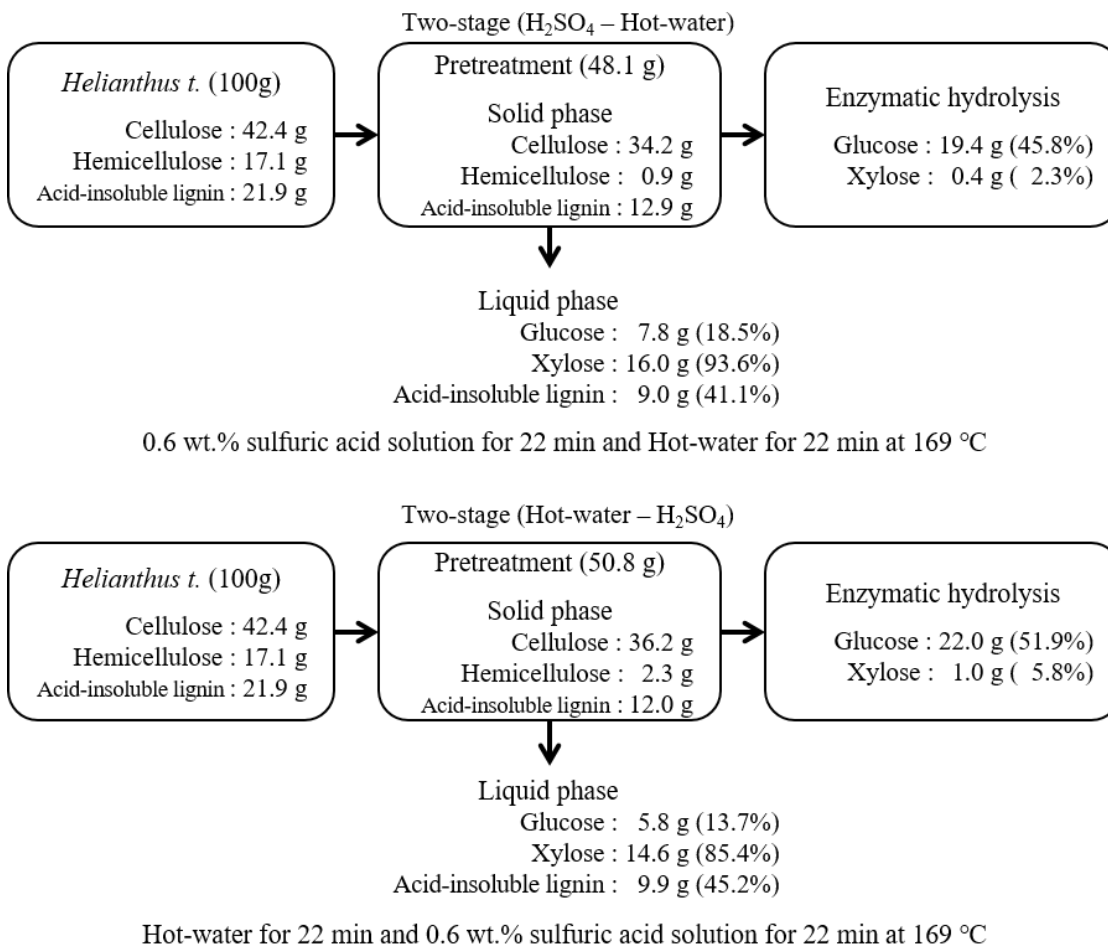 Two-stage (H₂SO₄ – Hot-water)
Helianthus t. (100g)
Cellulose : 42.4 g
Hemicellulose : 17.1 g
Acid-insoluble lignin : 21.9 g
Pretreatment (48.1 g)
Solid phase
Cellulose : 34.2 g
Hemicellulose : 0.9 g
Acid-insoluble lignin : 12.9 g
Enzymatic hydrolysis
Glucose : 19.4 g (45.8%)
Xylose : 0.4 g ( 2.3%)
Liquid phase
Glucose : 7.8 g (18.5%)
Xylose : 16.0 g (93.6%)
Acid-insoluble lignin : 9.0 g (41.1%)
0.6 wt.% sulfuric acid solution for 22 min and Hot-water for 22 min at 169 ℃
Two-stage (Hot-water – H₂SO₄)
Helianthus t. (100g)
Cellulose : 42.4 g
Hemicellulose : 17.1 g
Acid-insoluble lignin : 21.9 g
Pretreatment (50.8 g)
Solid phase
Cellulose : 36.2 g
Hemicellulose : 2.3 g
Acid-insoluble lignin : 12.0 g
Enzymatic hydrolysis
Glucose : 22.0 g (51.9%)
Xylose : 1.0 g ( 5.8%)
Liquid phase
Glucose : 5.8 g (13.7%)
Xylose : 14.6 g (85.4%)
Acid-insoluble lignin : 9.9 g (45.2%)
Hot-water for 22 min and 0.6 wt.% sulfuric acid solution for 22 min at 169 ℃